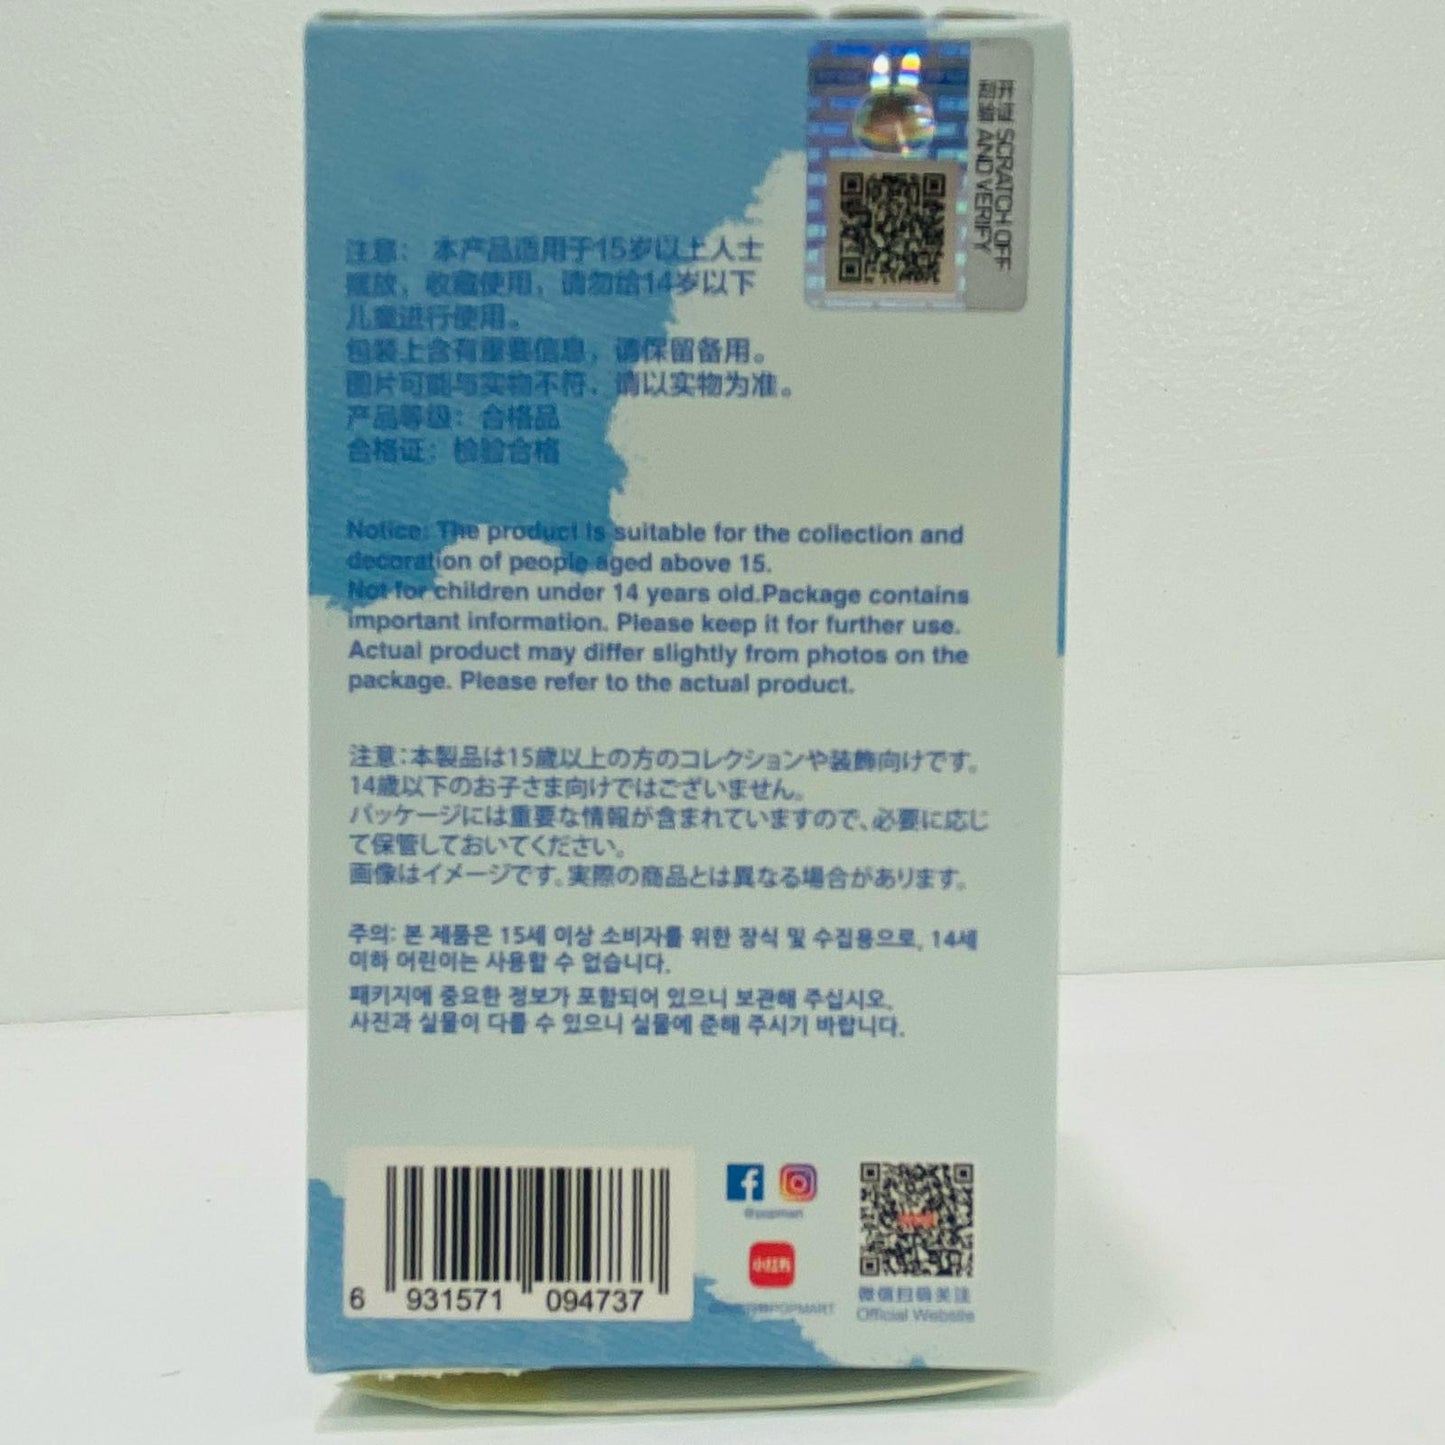 开 SCRATCH OFF
刮 AND VERIFY
注意： 本产品适用于15岁以上人士
摆放，收藏使用，请勿给14岁以下
儿童进行使用。
包装上含有重要信息，请保留备用。
图片可能与实物不符，请以实物为准。
产品等级：合格品
合格证：检验合格
Notice: The product is suitable for the collection and
decoration of people aged above 15.
Not for children under 14 years old.Package contains
important information. Please keep it for further use.
Actual product may differ slightly from photos on the
package. Please refer to the actual product.
注意：本製品は15歳以上の方のコレクションや装飾向けです。
14歳以下のお子さま向けではございません。
パッケージには重要な情報が含まれていますので、必要に応じ
て保管しておいてください。
画像はイメージです。実際の商品とは異なる場合があります。
주의: 본 제품은 15세 이상 소비자를 위한 장식 및 수집용으로, 14세
이하 어린이는 사용할 수 없습니다.
패키지에 중요한 정보가 포함되어 있으니 보관해 주십시오.
사진과 실물이 다를 수 있으니 실물에 준해 주시기 바랍니다.
6 931571 094737
@popmart
小红书
POPMART
微信扫码关注
Official Website